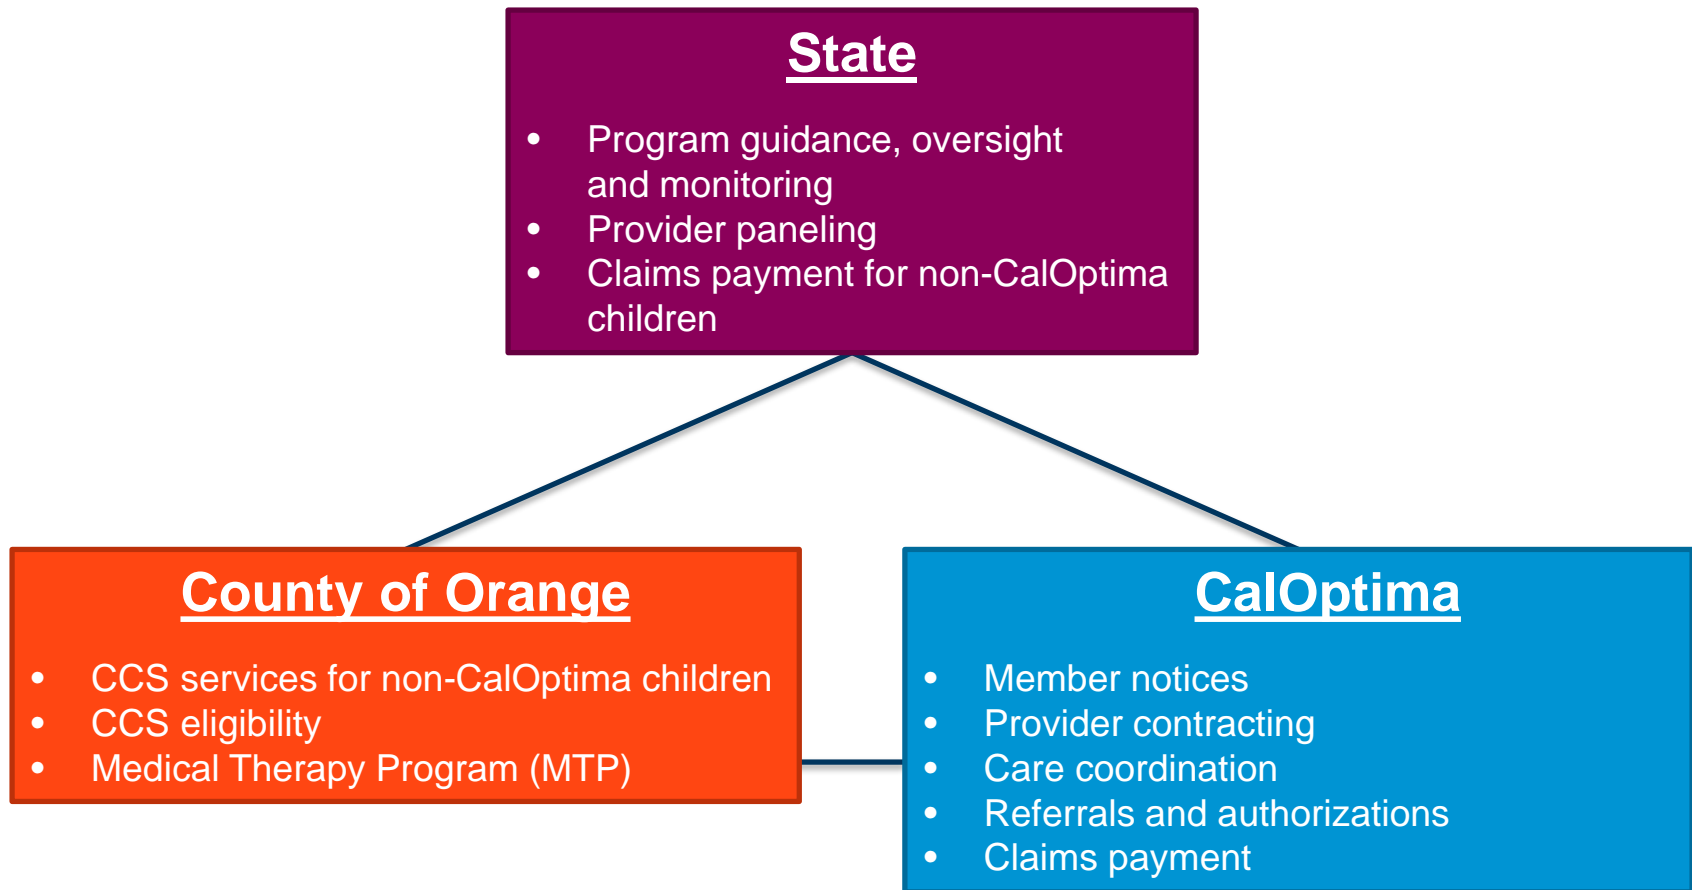 State
• Program guidance, oversight
and monitoring
• Provider paneling
• Claims payment for non-CalOptima
children
County of Orange
• CCS services for non-CalOptima children
• CCS eligibility
• Medical Therapy Program (MTP)
CalOptima
• Member notices
• Provider contracting
• Care coordination
• Referrals and authorizations
• Claims payment